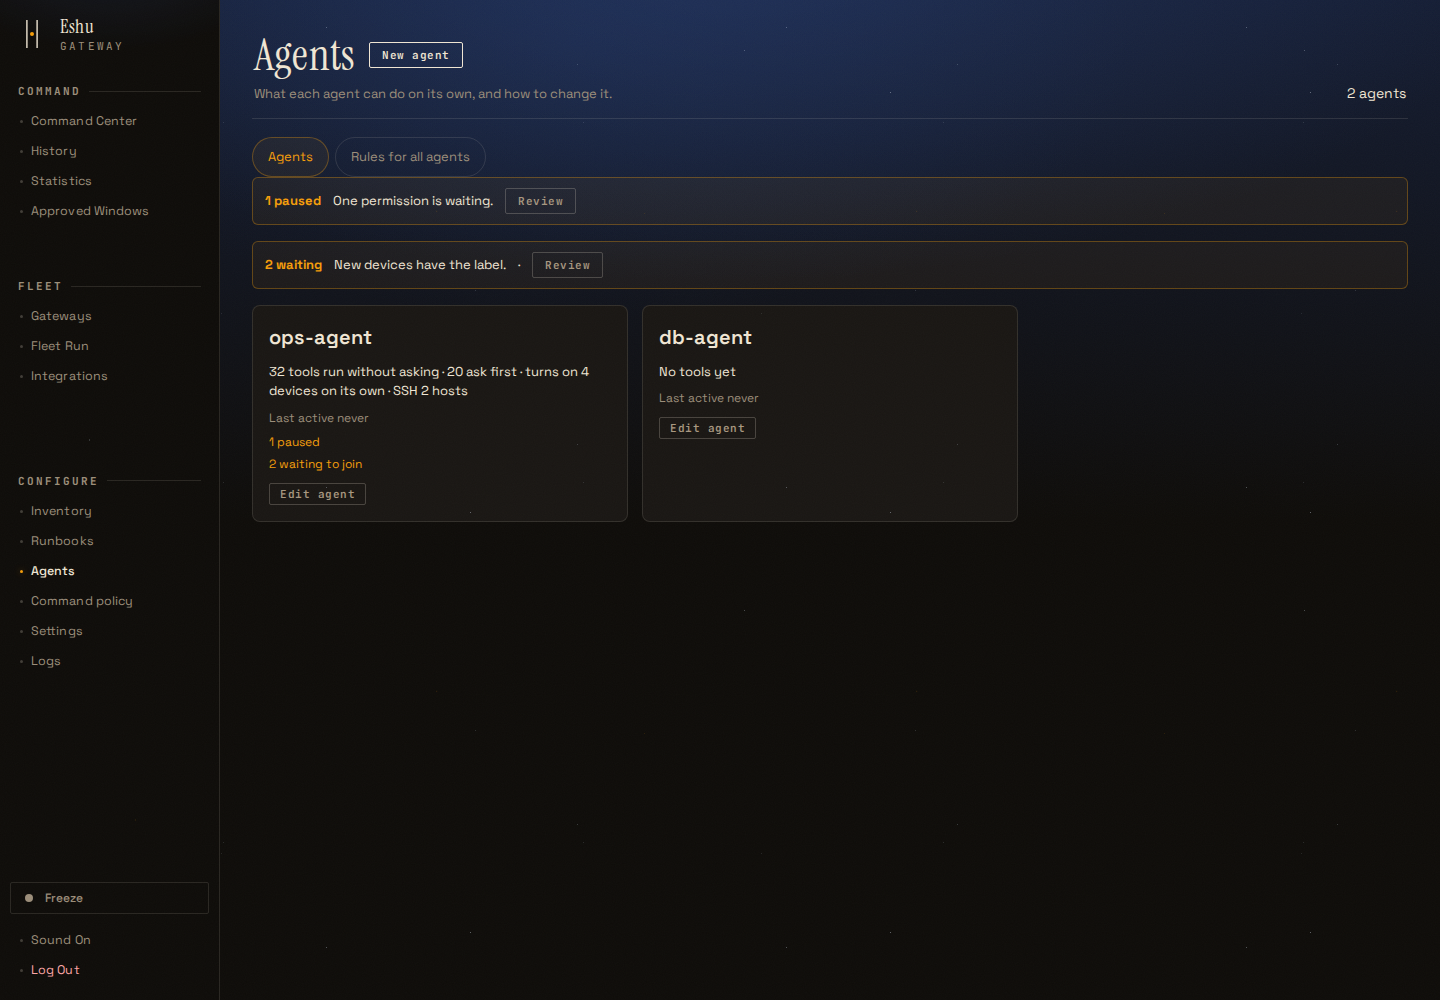 Eshu
GATEWAY
COMMAND
Command Center
History
Statistics
Approved Windows
FLEET
Gateways
Fleet Run
Integrations
CONFIGURE
Inventory
Runbooks
Agents
Command policy
Settings
Logs
Freeze
Sound On
Log Out
Agents
New agent
What each agent can do on its own, and how to change it.
2 agents
Agents
Rules for all agents
1 paused One permission is waiting. Review
2 waiting New devices have the label. · Review
ops-agent
32 tools run without asking · 20 ask first · turns on 4
devices on its own · SSH 2 hosts
Last active never
1 paused
2 waiting to join
Edit agent
db-agent
No tools yet
Last active never
Edit agent